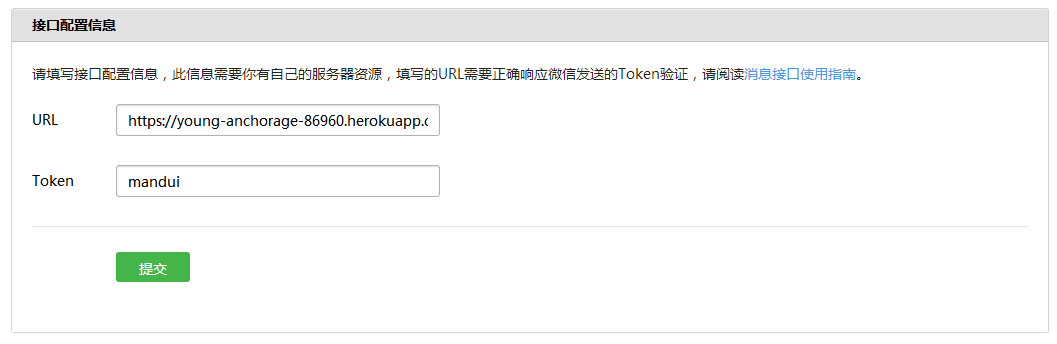 接口配置信息
请填写接口配置信息，此信息需要你有自己的服务器资源，填写的URL需要正确响应微信发送的Token验证，请阅读消息接口使用指南。
URL https://young-anchorage-86960.herokuapp.c
Token mandui
提交